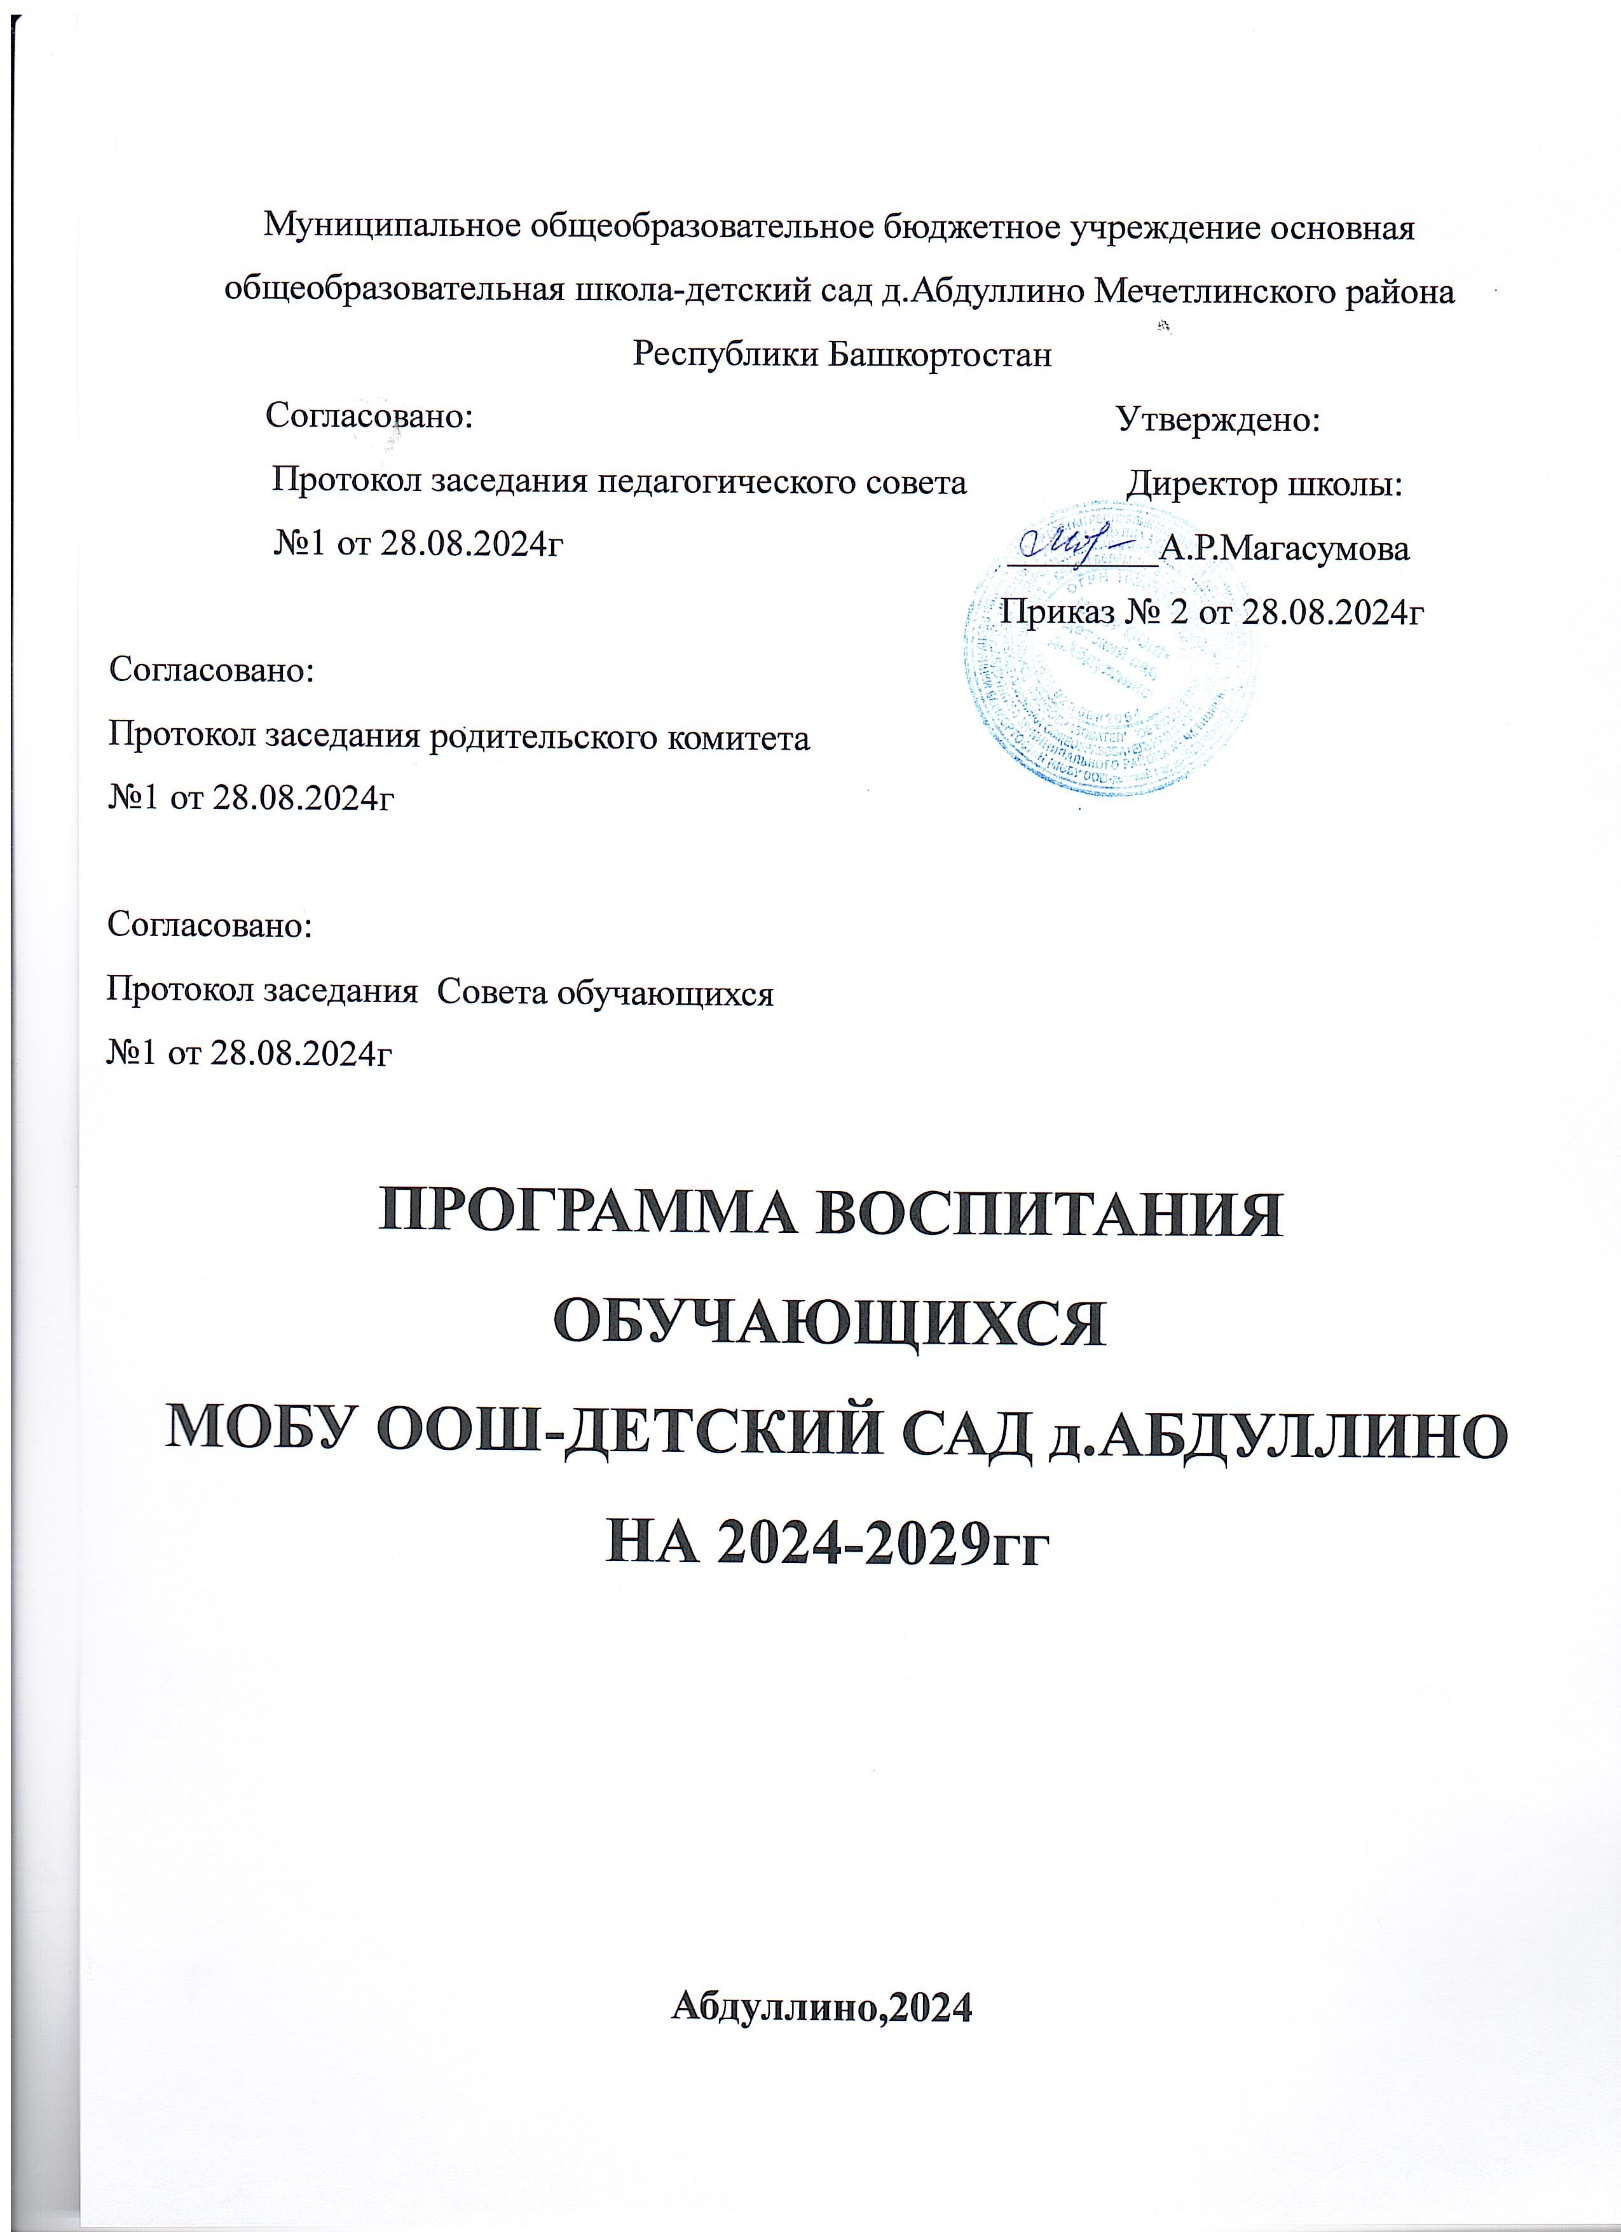 Муниципальное общеобразовательное бюджетное учреждение основная
общеобразовательная школа-детский сад д.Абдуллино Мечетлинского района
Республики Башкортостан
Согласовано: Утверждено:
Протокол заседания педагогического совета Директор школы:
№1 от 28.08.2024г А.Р.Магасумова
Приказ № 2 от 28.08.2024г
Согласовано:
Протокол заседания родительского комитета
№1 от 28.08.2024г
Согласовано:
Протокол заседания Совета обучающихся
№1 от 28.08.2024г
ПРОГРАММА ВОСПИТАНИЯ
ОБУЧАЮЩИХСЯ
МОБУ ООШ-ДЕТСКИЙ САД д.АБДУЛЛИНО
НА 2024-2029гг
Абдуллино,2024